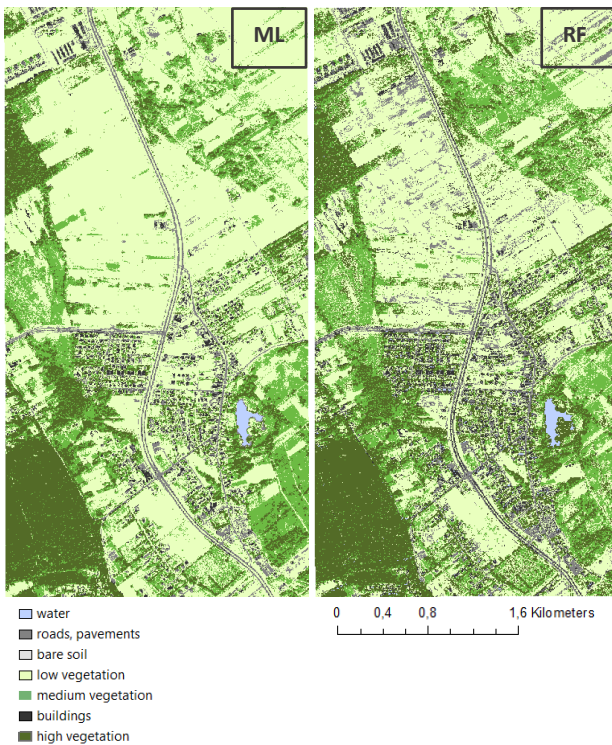 ML
RF
water
roads, pavements
bare soil
low vegetation
medium vegetation
buildings
high vegetation
0 0,4 0,8 1,6 Kilometers